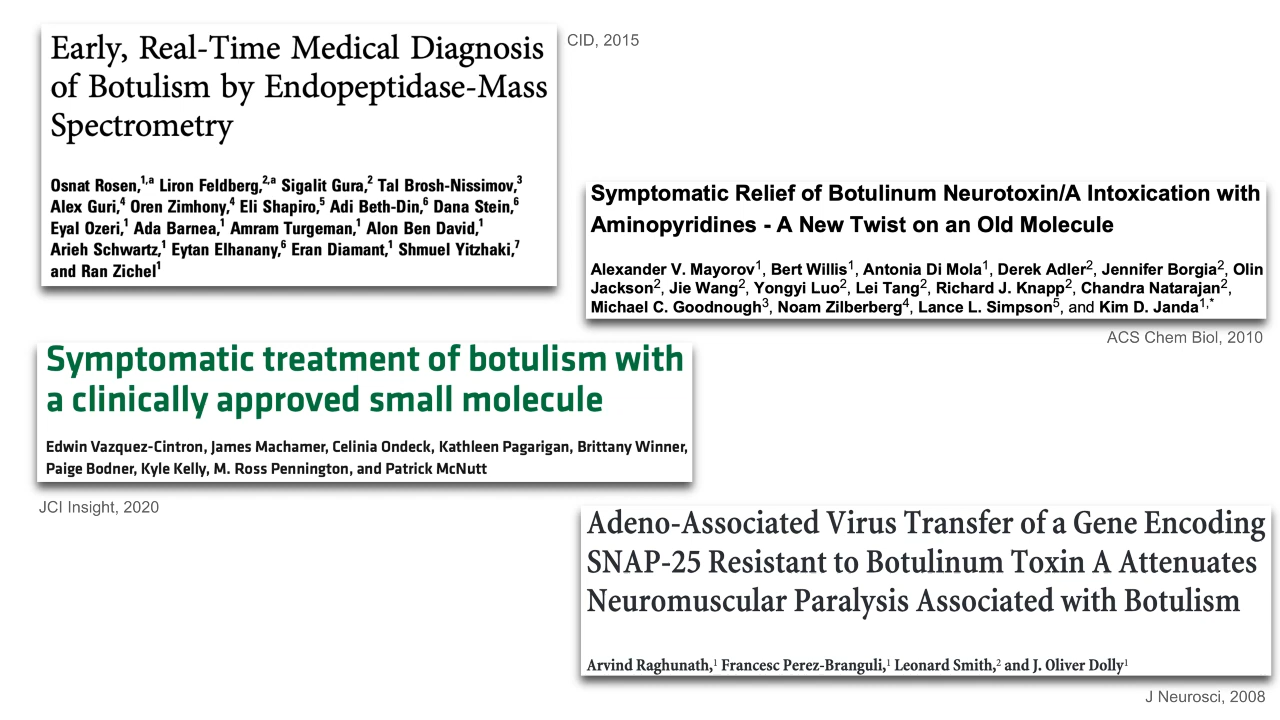 Early, Real-Time Medical Diagnosis
of Botulism by Endopeptidase-Mass
Spectrometry
Osnat Rosen,1,a Liron Feldberg,2,a Sigalit Gura,2 Tal Brosh-Nissimov,3
Alex Guri,4 Oren Zimhony,4 Eli Shapiro,5 Adi Beth-Din,6 Dana Stein,6
Eyal Ozeri,1 Ada Barnea,1 Amram Turgeman,1 Alon Ben David,1
Arieh Schwartz,1 Eytan Elhanany,6 Eran Diamant,1 Shmuel Yitzhaki,7
and Ran Zichel1
CID, 2015
Symptomatic Relief of Botulinum Neurotoxin/A Intoxication with
Aminopyridines - A New Twist on an Old Molecule
Alexander V. Mayorov1, Bert Willis1, Antonia Di Mola1, Derek Adler2, Jennifer Borgia2, Olin
Jackson2, Jie Wang2, Yongyi Luo2, Lei Tang2, Richard J. Knapp2, Chandra Natarajan2,
Michael C. Goodnough3, Noam Zilberberg4, Lance L. Simpson5, and Kim D. Janda1,*
ACS Chem Biol, 2010
Symptomatic treatment of botulism with
a clinically approved small molecule
Edwin Vazquez-Cintron, James Machamer, Celinia Ondeck, Kathleen Pagarigan, Brittany Winner,
Paige Bodner, Kyle Kelly, M. Ross Pennington, and Patrick McNutt
JCI Insight, 2020
Adeno-Associated Virus Transfer of a Gene Encoding
SNAP-25 Resistant to Botulinum Toxin A Attenuates
Neuromuscular Paralysis Associated with Botulism
Arvind Raghunath,1 Francesc Perez-Branguli,1 Leonard Smith,2 and J. Oliver Dolly1
J Neurosci, 2008